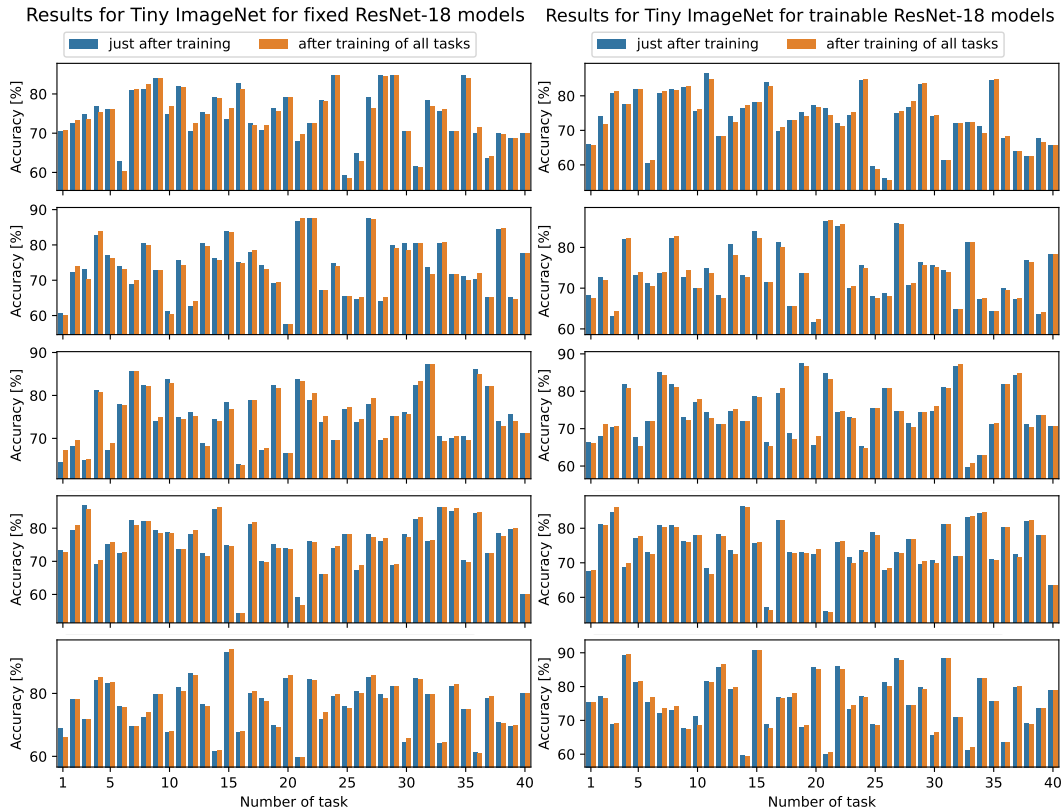 Results for Tiny ImageNet for fixed ResNet-18 models
just after training
after training of all tasks
Accuracy [%]
80
70
60
Accuracy [%]
90
80
70
60
Accuracy [%]
90
80
70
Accuracy [%]
80
70
60
Accuracy [%]
80
60
1 5 10 15 20 25 30 35 40
Number of task
Results for Tiny ImageNet for trainable ResNet-18 models
just after training
after training of all tasks
Accuracy [%]
80
70
60
Accuracy [%]
80
70
60
Accuracy [%]
90
80
70
60
Accuracy [%]
80
70
60
Accuracy [%]
90
80
70
60
1 5 10 15 20 25 30 35 40
Number of task